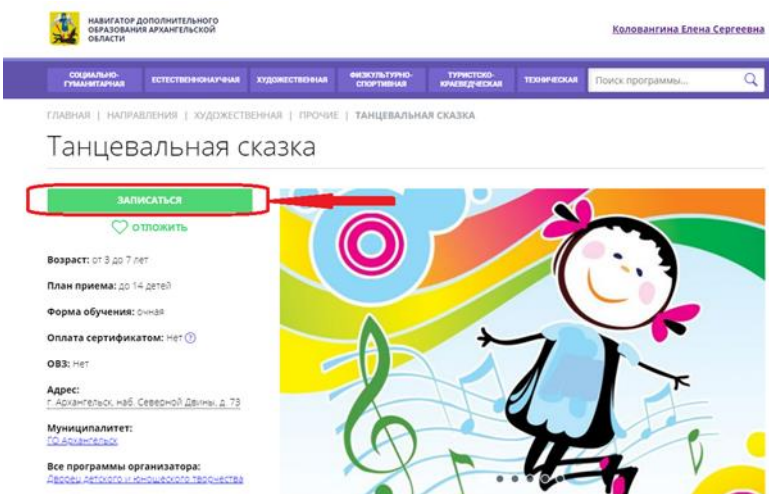 НАВИГАТОР ДОПОЛНИТЕЛЬНОГО
ОБРАЗОВАНИЯ АРХАНГЕЛЬСКОЙ
ОБЛАСТИ
Коловангина Елена Сергеевна
СОЦИАЛЬНО-
ГУМАНИТАРНАЯ
ЕСТЕСТВЕННОНАУЧНАЯ
ХУДОЖЕСТВЕННАЯ
ФИЗКУЛЬТУРНО-
СПОРТИВНАЯ
ТУРИСТСКО-
КРАЕВЕДЧЕСКАЯ
ТЕХНИЧЕСКАЯ
Поиск программы...
ГЛАВНАЯ | НАПРАВЛЕНИЯ | ХУДОЖЕСТВЕННАЯ | ПРОЧИЕ | ТАНЦЕВАЛЬНАЯ СКАЗКА
Танцевальная сказка
ЗАПИСАТЬСЯ
ОТЛОЖИТЬ
Возраст: от 3 до 7 лет
План приема: до 14 детей
Форма обучения: очная
Оплата сертификатом: Нет ?
ОВЗ: Нет
Адрес:
г. Архангельск, наб. Северной Двины, д. 73
Муниципалитет:
ГО Архангельск
Все программы организатора:
Дворец детского и юношеского творчества